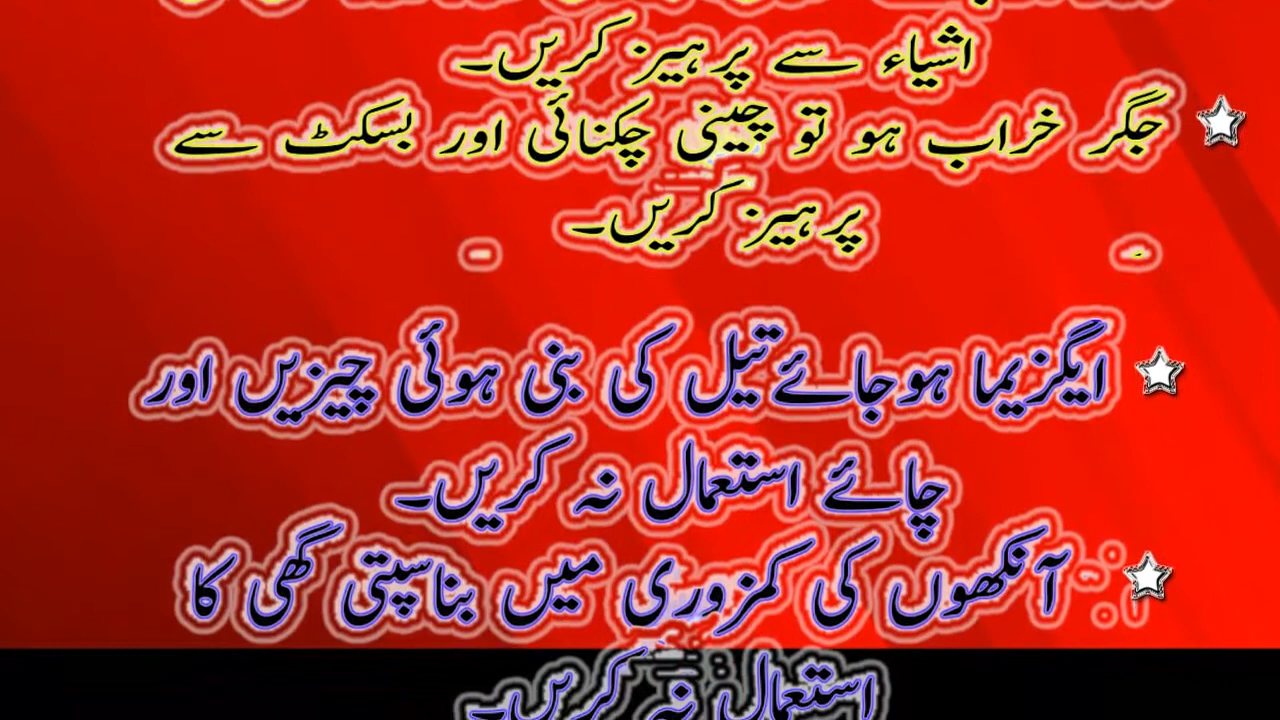 اشیاء سے پرہیز کریں۔
جگر خراب ہو تو چینی چکنائی اور بسکٹ سے
پرہیز کریں۔
ایگزیما ہوجائے تیل کی بنی ہوئی چیزیں اور
چائے استعمال نہ کریں۔
آنکھوں کی کمزوری میں بناسپتی گھی کا
استعمال نہ کریں۔